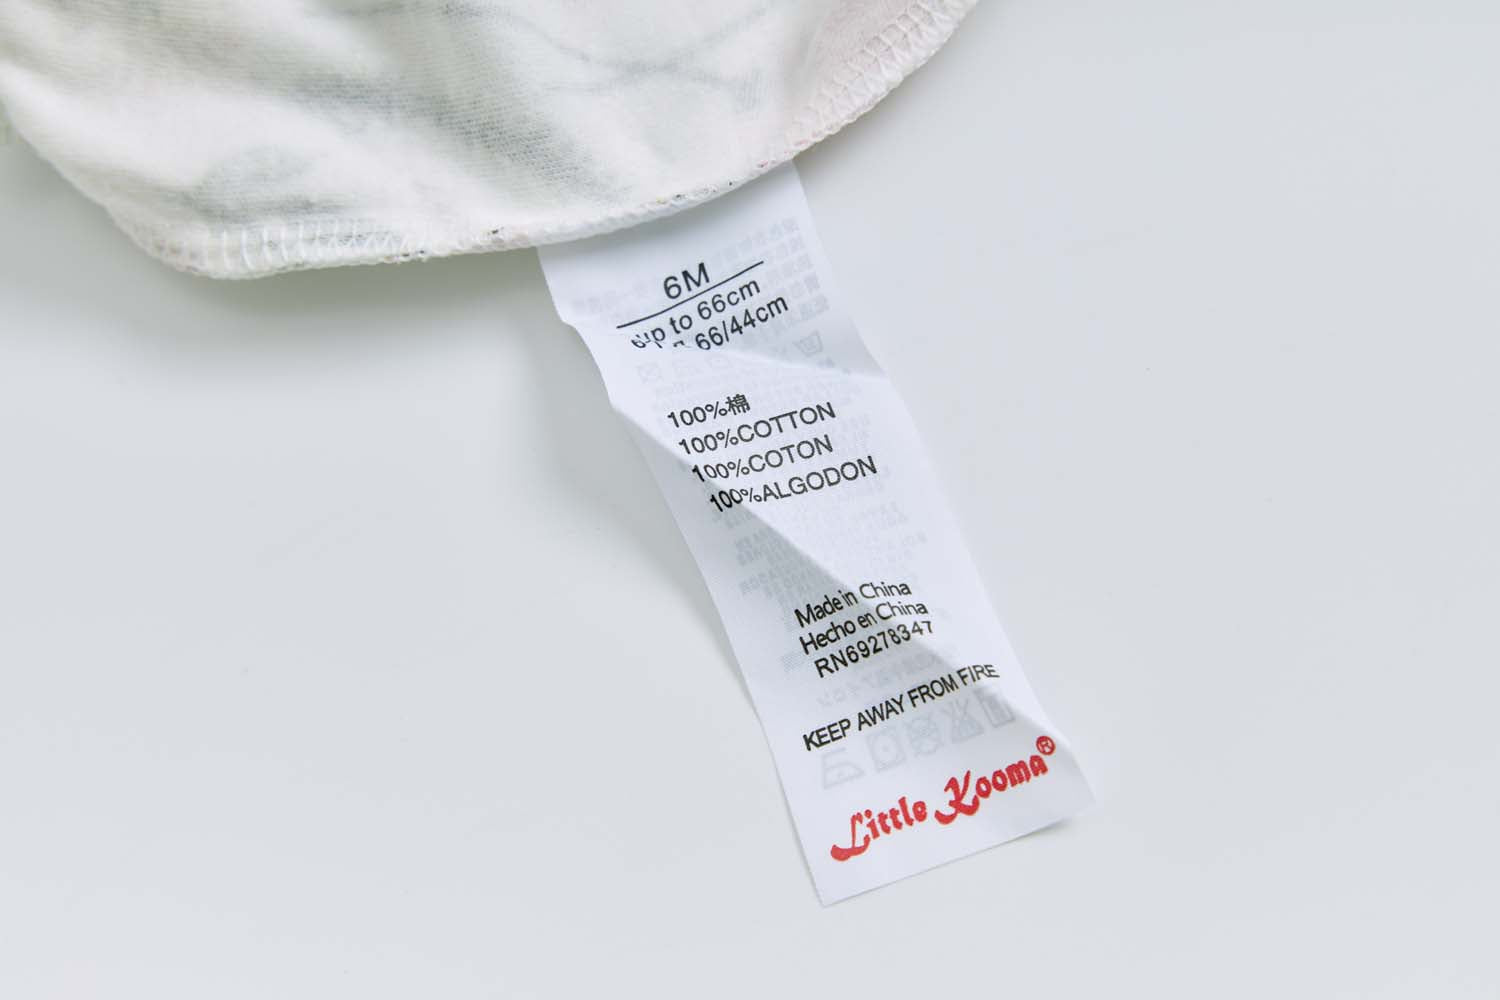 6M
up to 66cm
66/44cm
100%棉
100%COTTON
100%COTON
100%ALGODON
Made in China
Hecho en China
RN69278347
KEEP AWAY FROM FIRE
Little Kooma®